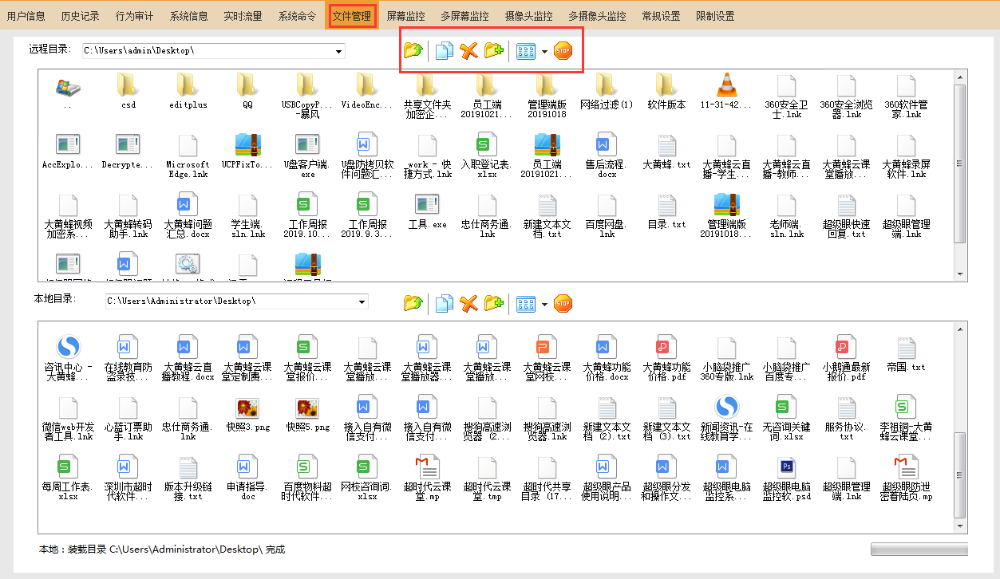 用户信息 历史记录 行为审计 系统信息 实时流量 系统命令 文件管理 屏幕监控 多屏幕监控 摄像头监控 多摄像头监控 常规设置 限制设置
远程目录: C:\Users\admin\Desktop\
STOP
.. csd editplus QQ USBCopyP... VideoEnc... 共享文件夹 员工端 管理端版 网络过滤(1) 软件版本 11-31-42... 360安全卫 360安全浏览 360软件管
-暴风 加密企... 20191021... 20191018 士.lnk 器.lnk 家.lnk
AccExplo... Decrypte... Microsoft UCPFixTo... U盘客户端. U盘防拷贝软 _work - 快 入职登记表. 员工端 售后流程. 大黄蜂.txt 大黄蜂云直 大黄蜂云直 大黄蜂云课 大黄蜂录屏
Edge.lnk exe 件问题汇... 捷方式.lnk xlsx 20191021... docx 播-学生... 播-教师... 堂播放... 软件.lnk
大黄蜂视频 大黄蜂转码 大黄蜂问题 学生端. 工作周报 工作周报 工具.exe 忠仕商务通. 新建文本文 百度网盘. 目录.txt 管理端版 老师端. 超级眼快速 超级眼管理
加密系... 助手.lnk 汇总.docx sln.lnk 2019.10... 2019.9.3... lnk 档.txt lnk 20191018... sln.lnk 回复.txt 端.lnk
本地目录: C:\Users\Administrator\Desktop\
STOP
咨讯中心 - 在线教育防 大黄蜂云直 大黄蜂云课 大黄蜂云课 大黄蜂云课 大黄蜂云课 大黄蜂云课 大黄蜂云课 大黄蜂功能 大黄蜂功能 小脑袋推广 小脑袋推广 小鹅通最新 帝国.txt
大黄蜂... 盗录技... 播教程.docx 堂定制费... 堂报价... 堂播放... 堂播放器... 堂播放... 堂网校... 价格.docx 价格.pdf 360专版.lnk 百度专... 报价.pdf
微信web开发 心蓝订票助 忠仕商务通. 快照3.png 快照5.png 接入自有微 接入自有微 搜狗高速浏 搜狗高速浏 新建文本文 新建文本文 新闻资讯-在 无咨询关键 服务协议. 李祖铜-大黄
者工具.lnk 手.lnk lnk 信支付... 信支付... 览器 (2... 览器.lnk 档 (2).txt 档 (3).txt 线教育学... 词.xlsx txt 蜂云课堂...
每周工作表. 深圳市超时 版本升级链 申请指导. 百度物料超 网校咨询词. 超时代云课 超时代云课 超时代共享 超级眼产品 超级眼分发 超级眼电脑 超级眼电脑 超级眼管理 超级眼防泄
xlsx 代软件... 接.txt doc 时代软件... xlsx 堂.mp 堂.tmp 目录 (17... 使用说明... 和操作文... 监控系... 监控软.psd 端.lnk 密着陆页.mp
本地：装载目录 C:\Users\Administrator\Desktop\ 完成